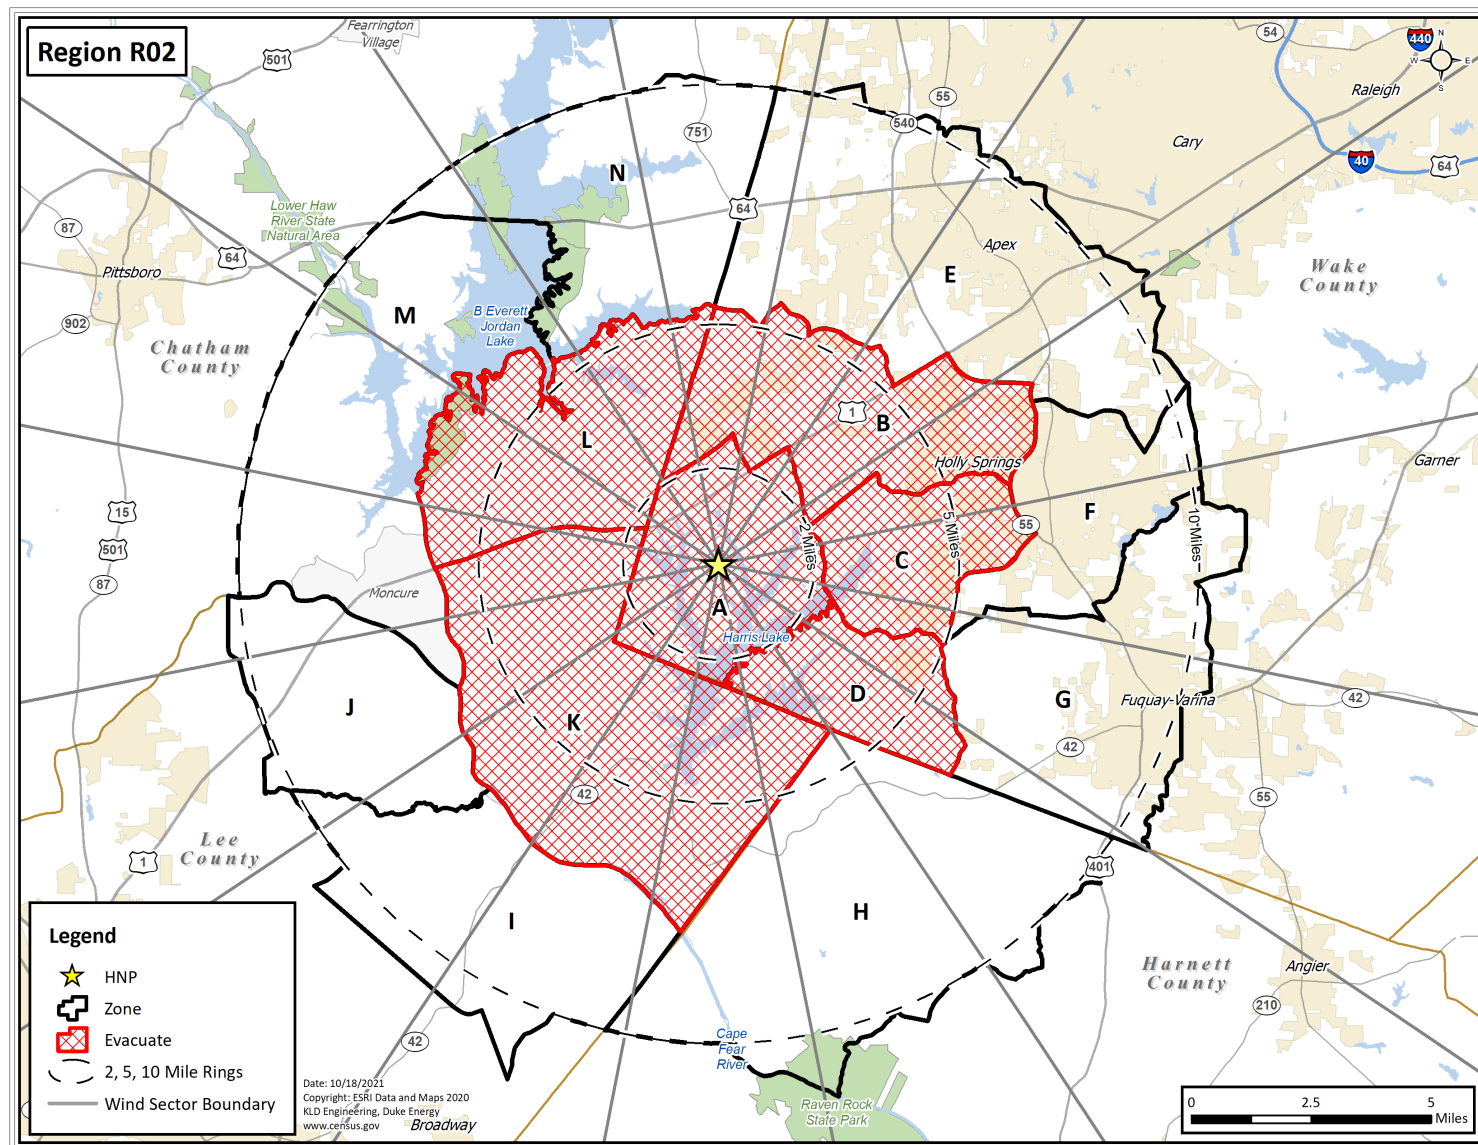 Region R02
Fearrington
Village
501
54
440
N
W
E
S
Raleigh
55
540
751
Cary
40
64
N
Lower Haw
River State
Natural Area
87
64
64
Pittsboro
Apex
E
Wake
County
902
M
B Everett
Jordan
Lake
Chatham
County
1
B
L
Holly Springs
Garner
15
501
55
F
5 Miles
2 Miles
10 Miles
C
87
Moncure
A
Harris Lake
J
K
D
G
Fuquay-Varina
42
42
42
55
Lee
County
1
401
I
H
Harnett
County
Angier
210
42
Cape
Fear
River
Raven Rock
State Park
Broadway
Legend
HNP
Zone
Evacuate
2, 5, 10 Mile Rings
Wind Sector Boundary
Date: 10/18/2021
Copyright: ESRI Data and Maps 2020
KLD Engineering, Duke Energy
www.census.gov
0
2.5
5
Miles